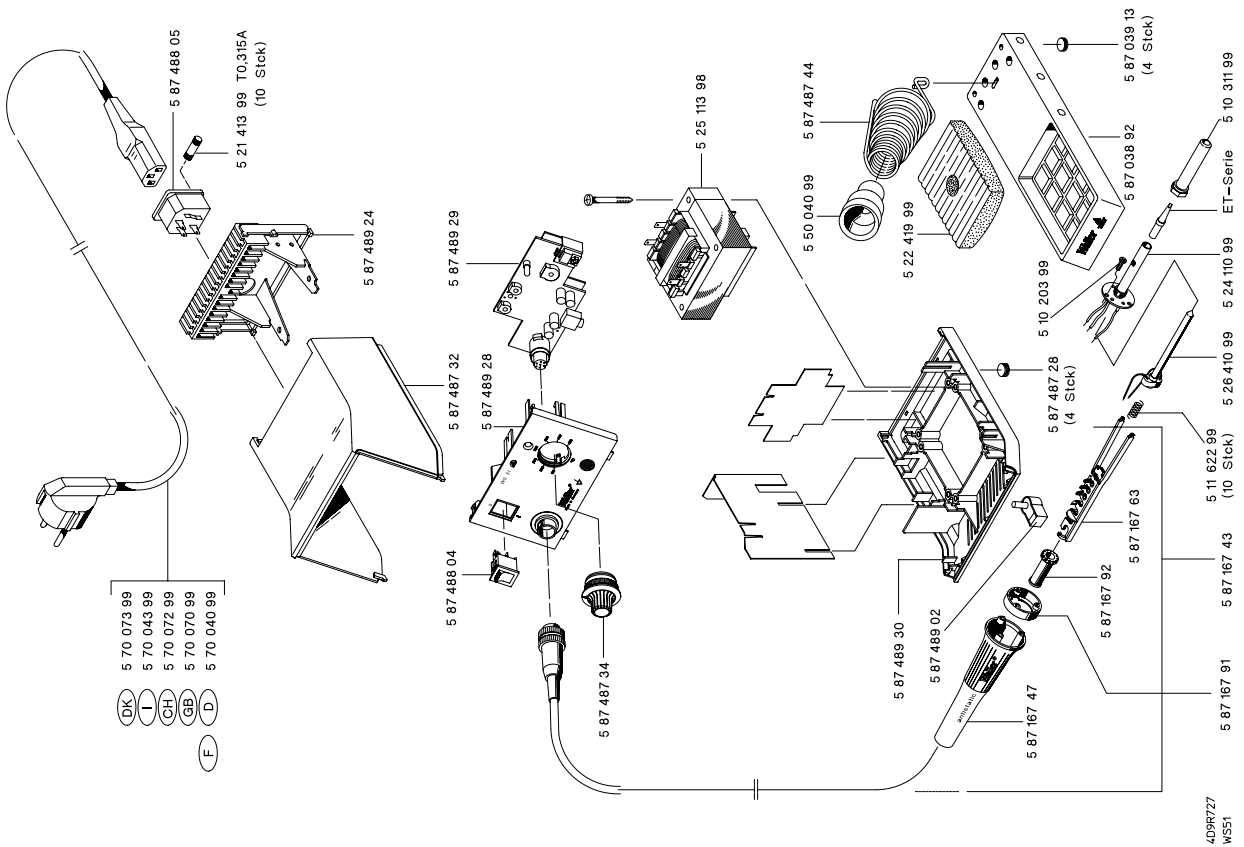 5 87 488 05
5 21 413 99 T0,315A
(10 Stck)
5 87 489 24
5 87 487 32
DK 5 70 073 99
I 5 70 043 99
CH 5 70 072 99
GB 5 70 070 99
F D 5 70 040 99
5 87 489 29
5 87 489 28
WS 51
Weller
5 87 488 04
5 87 487 34
5 25 113 98
5 87 487 44
5 50 040 99
5 22 419 99
5 87 039 13
(4 Stck)
5 87 038 92
Weller
5 10 311 99
ET-Serie
5 24 110 99
5 10 203 99
5 26 410 99
5 87 487 28
(4 Stck)
5 11 622 99
(10 Stck)
5 87 167 63
5 87 167 43
5 87 167 92
5 87 167 91
5 87 489 30
5 87 489 02
5 87 167 47
antistatic
Weller
4D9R727
WS51